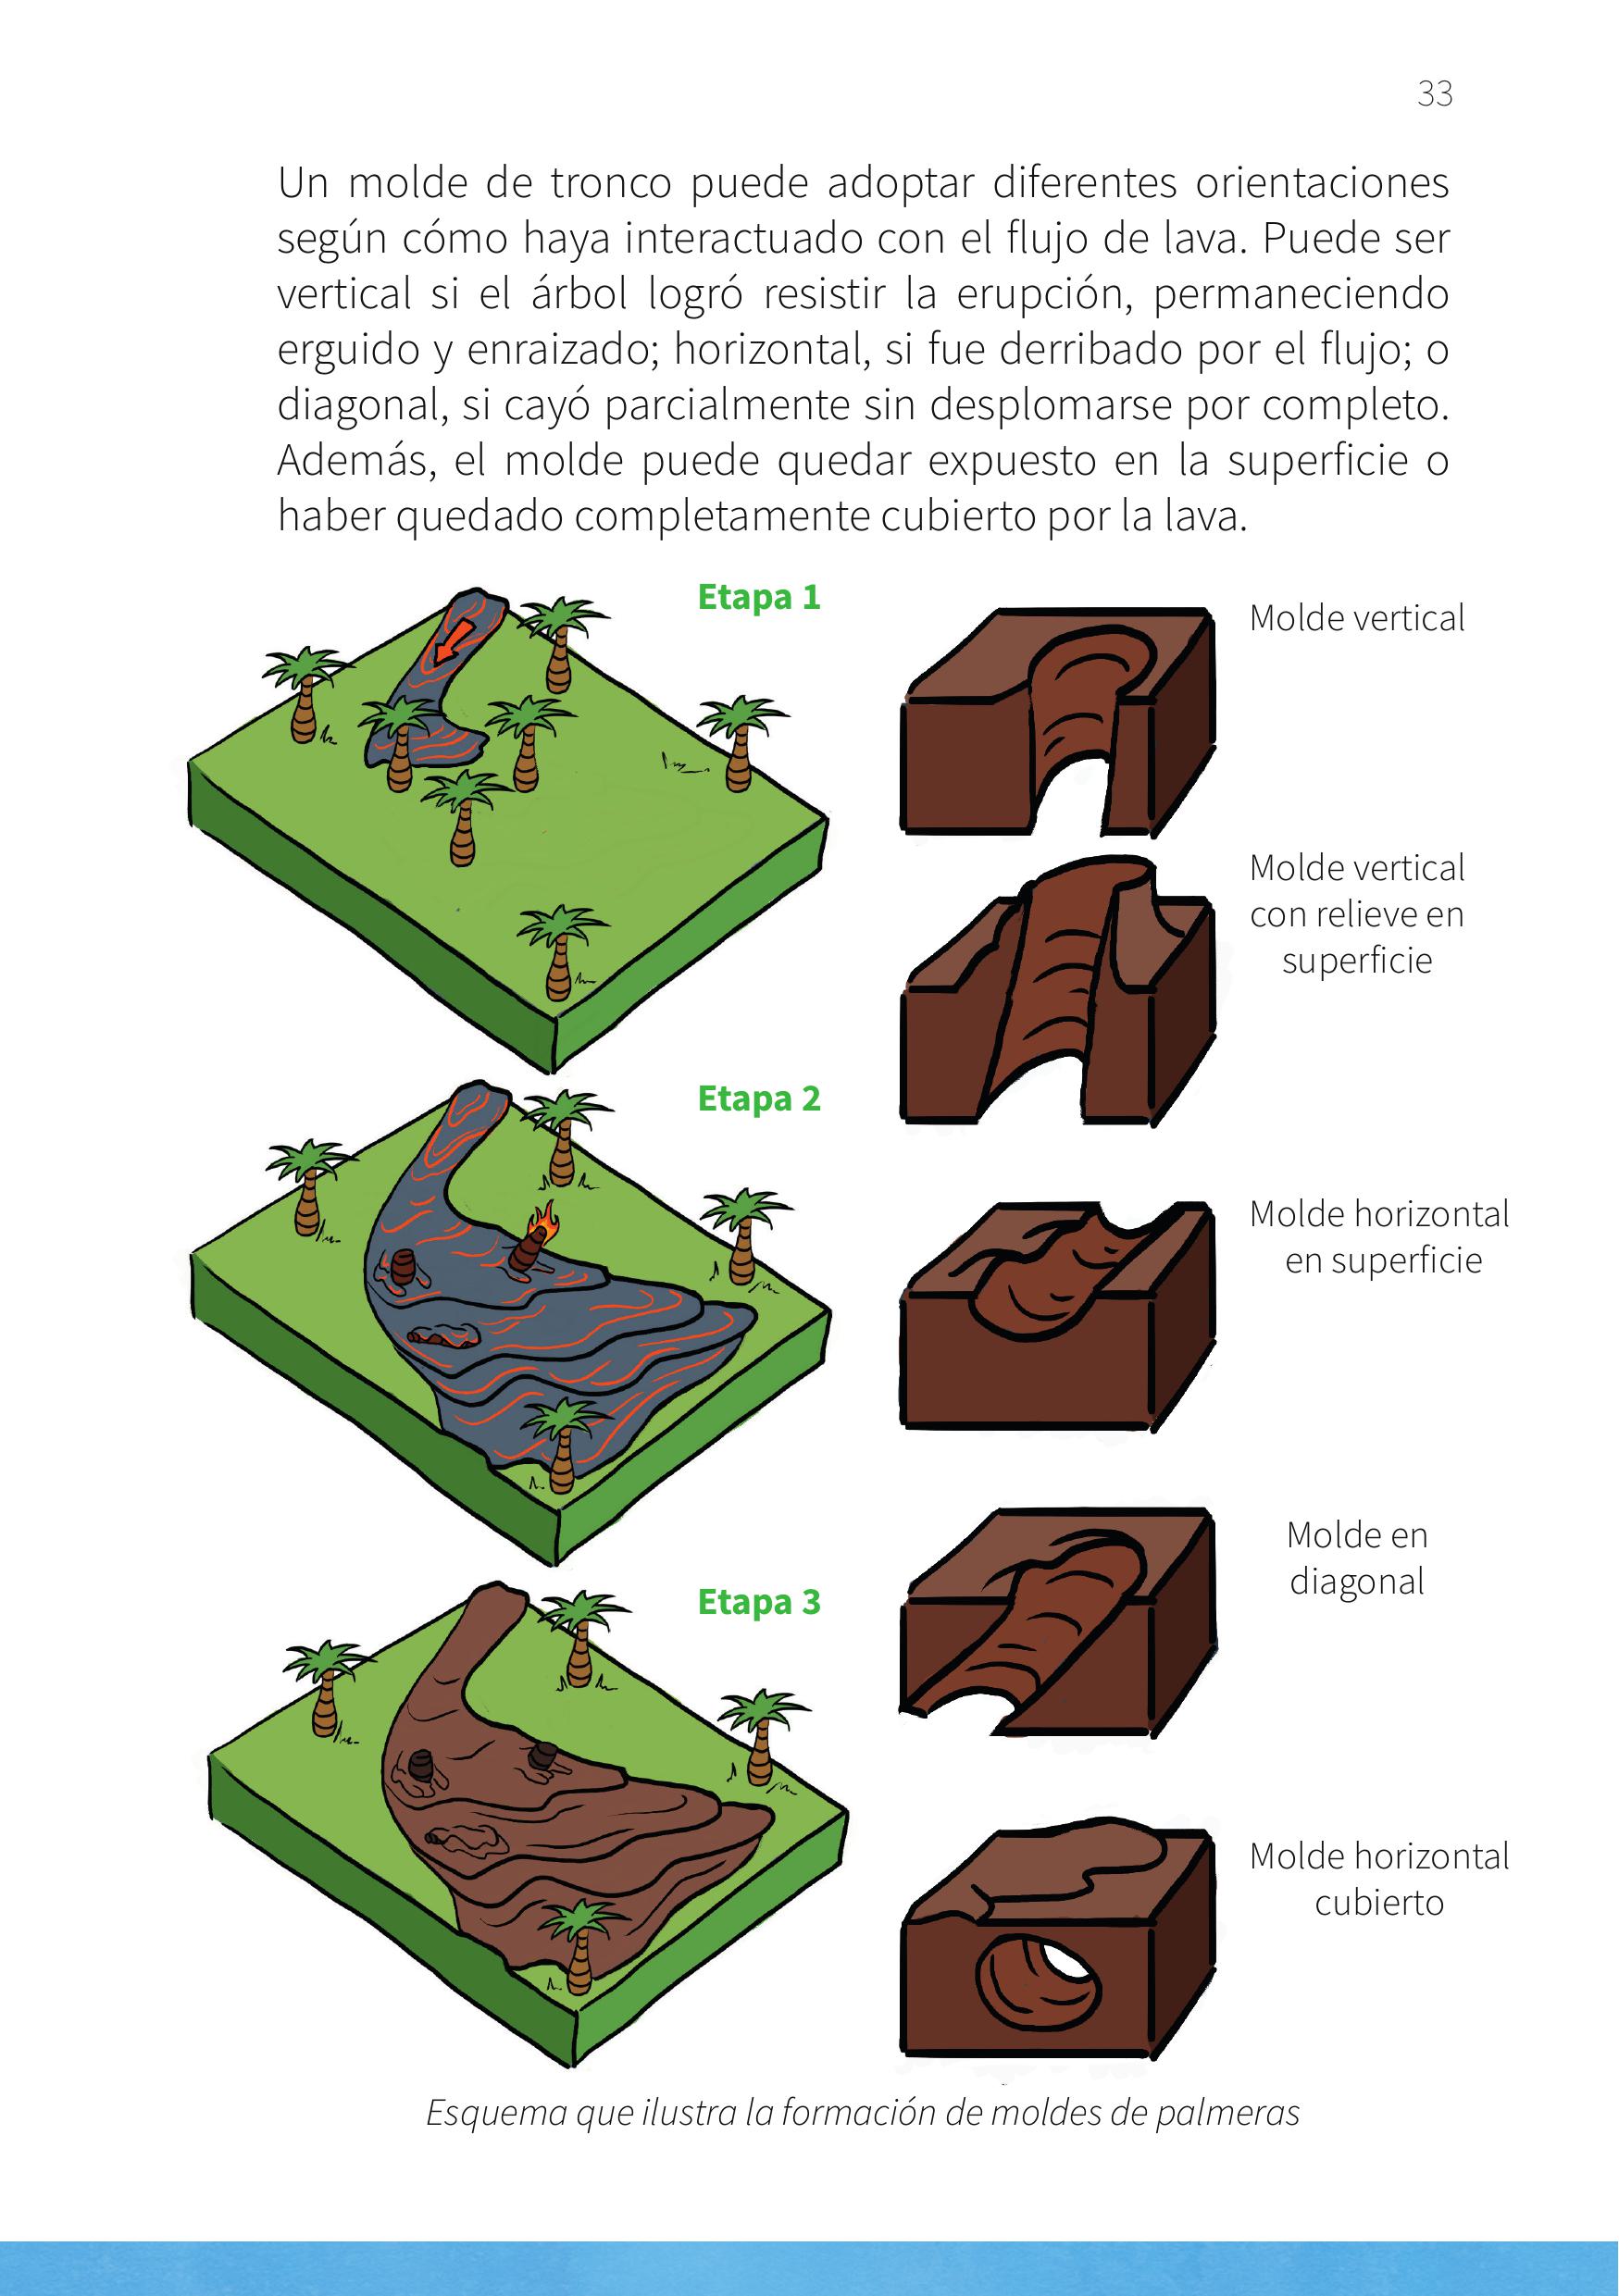 33
Un molde de tronco puede adoptar diferentes orientaciones
según cómo haya interactuado con el flujo de lava. Puede ser
vertical si el árbol logró resistir la erupción, permaneciendo
erguido y enraizado; horizontal, si fue derribado por el flujo; o
diagonal, si cayó parcialmente sin desplomarse por completo.
Además, el molde puede quedar expuesto en la superficie o
haber quedado completamente cubierto por la lava.
Etapa 1
Molde vertical
Molde vertical
con relieve en
superficie
Etapa 2
Molde horizontal
en superficie
Molde en
diagonal
Etapa 3
Molde horizontal
cubierto
Esquema que ilustra la formación de moldes de palmeras